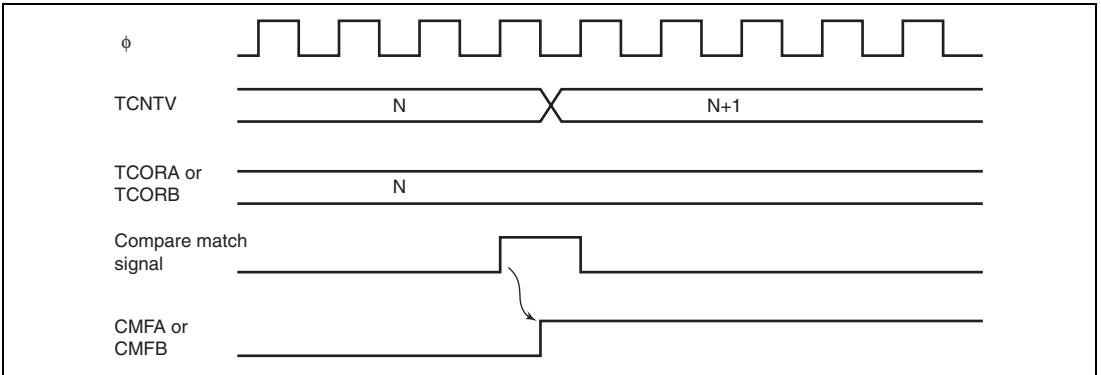 ϕ
TCNTV
N
N+1
TCORA or
TCORB
N
Compare match
signal
CMFA or
CMFB